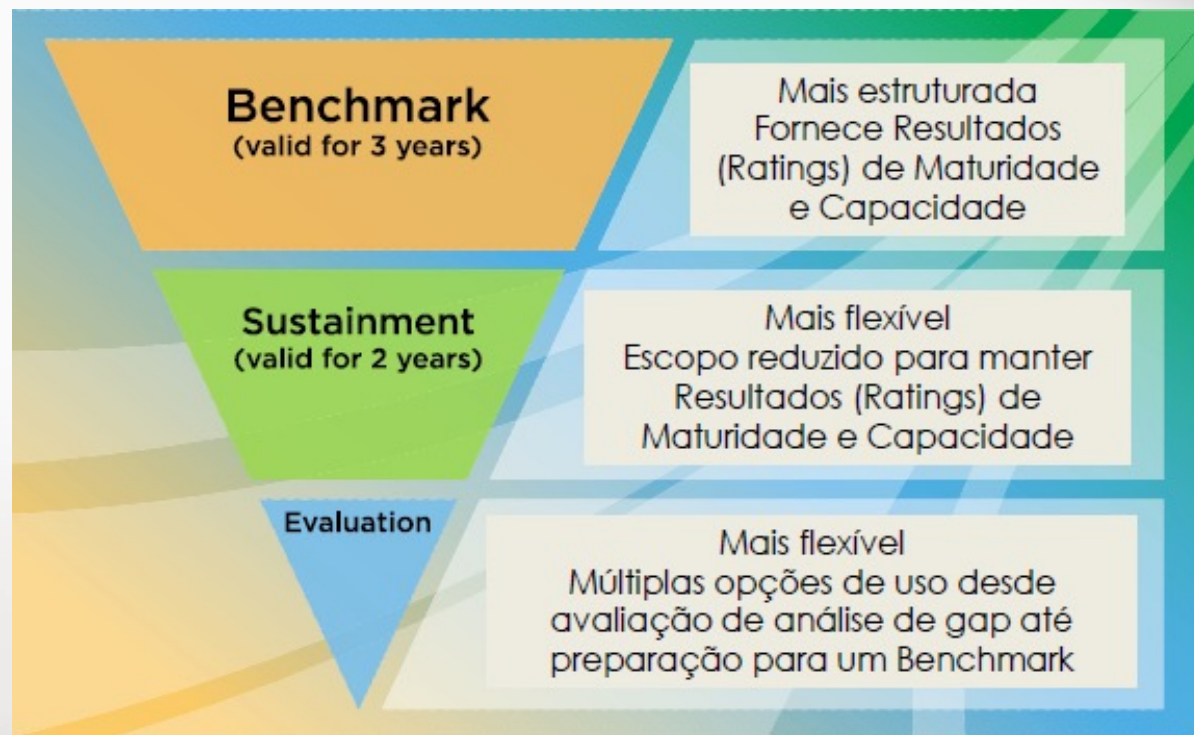 Benchmark
(valid for 3 years)
Mais estruturada
Fornece Resultados
(Ratings) de Maturidade
e Capacidade
Sustainment
(valid for 2 years)
Mais flexível
Escopo reduzido para manter
Resultados (Ratings) de
Maturidade e Capacidade
Evaluation
Mais flexível
Múltiplas opções de uso desde
avaliação de análise de gap até
preparação para um Benchmark